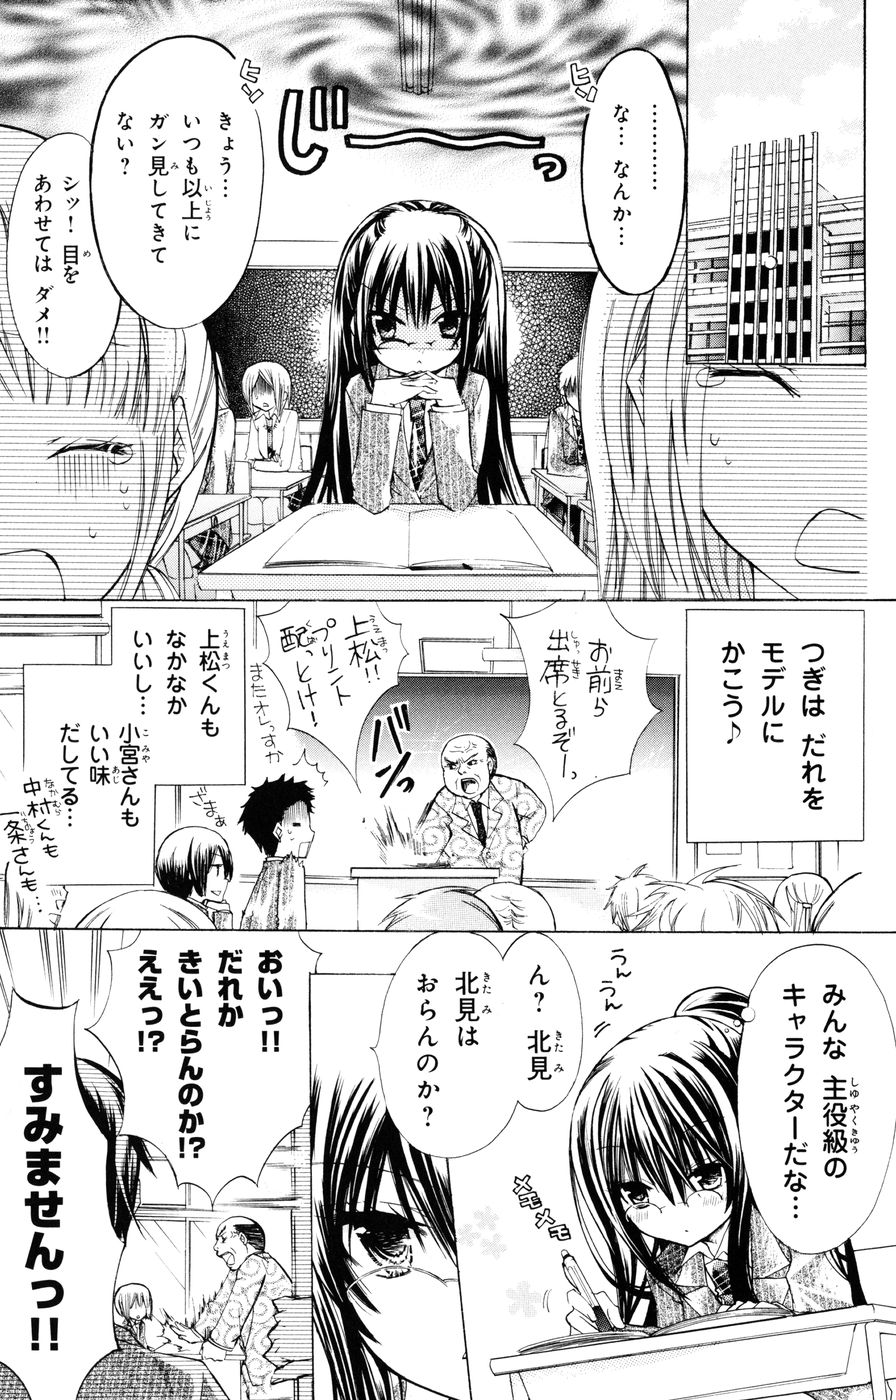 …………
な… なんか…
ヒソ
じーーっ
ヒソ
きょう…
いつも以上に
ガン見してきて
ない?
シッ! 目を
あわせては ダメ!!
つぎは だれを
モデルに
かこう♪
お前ら
出席とるぞー。
上松!!
プリント
配っとけ!
またオレっすか
ざまぁ
上松くんも
なかなか
いいし…
小宮さんも
いい味
だしてる…
中村くんも
一条さんも…
みんな 主役級の
キャラクターだな…
うんうん
メモメモ
ん? 北見
北見は
おらんのか?
おいっ!!
だれか
きいとらんのか!?
ええっ!?
すみませんっ!!